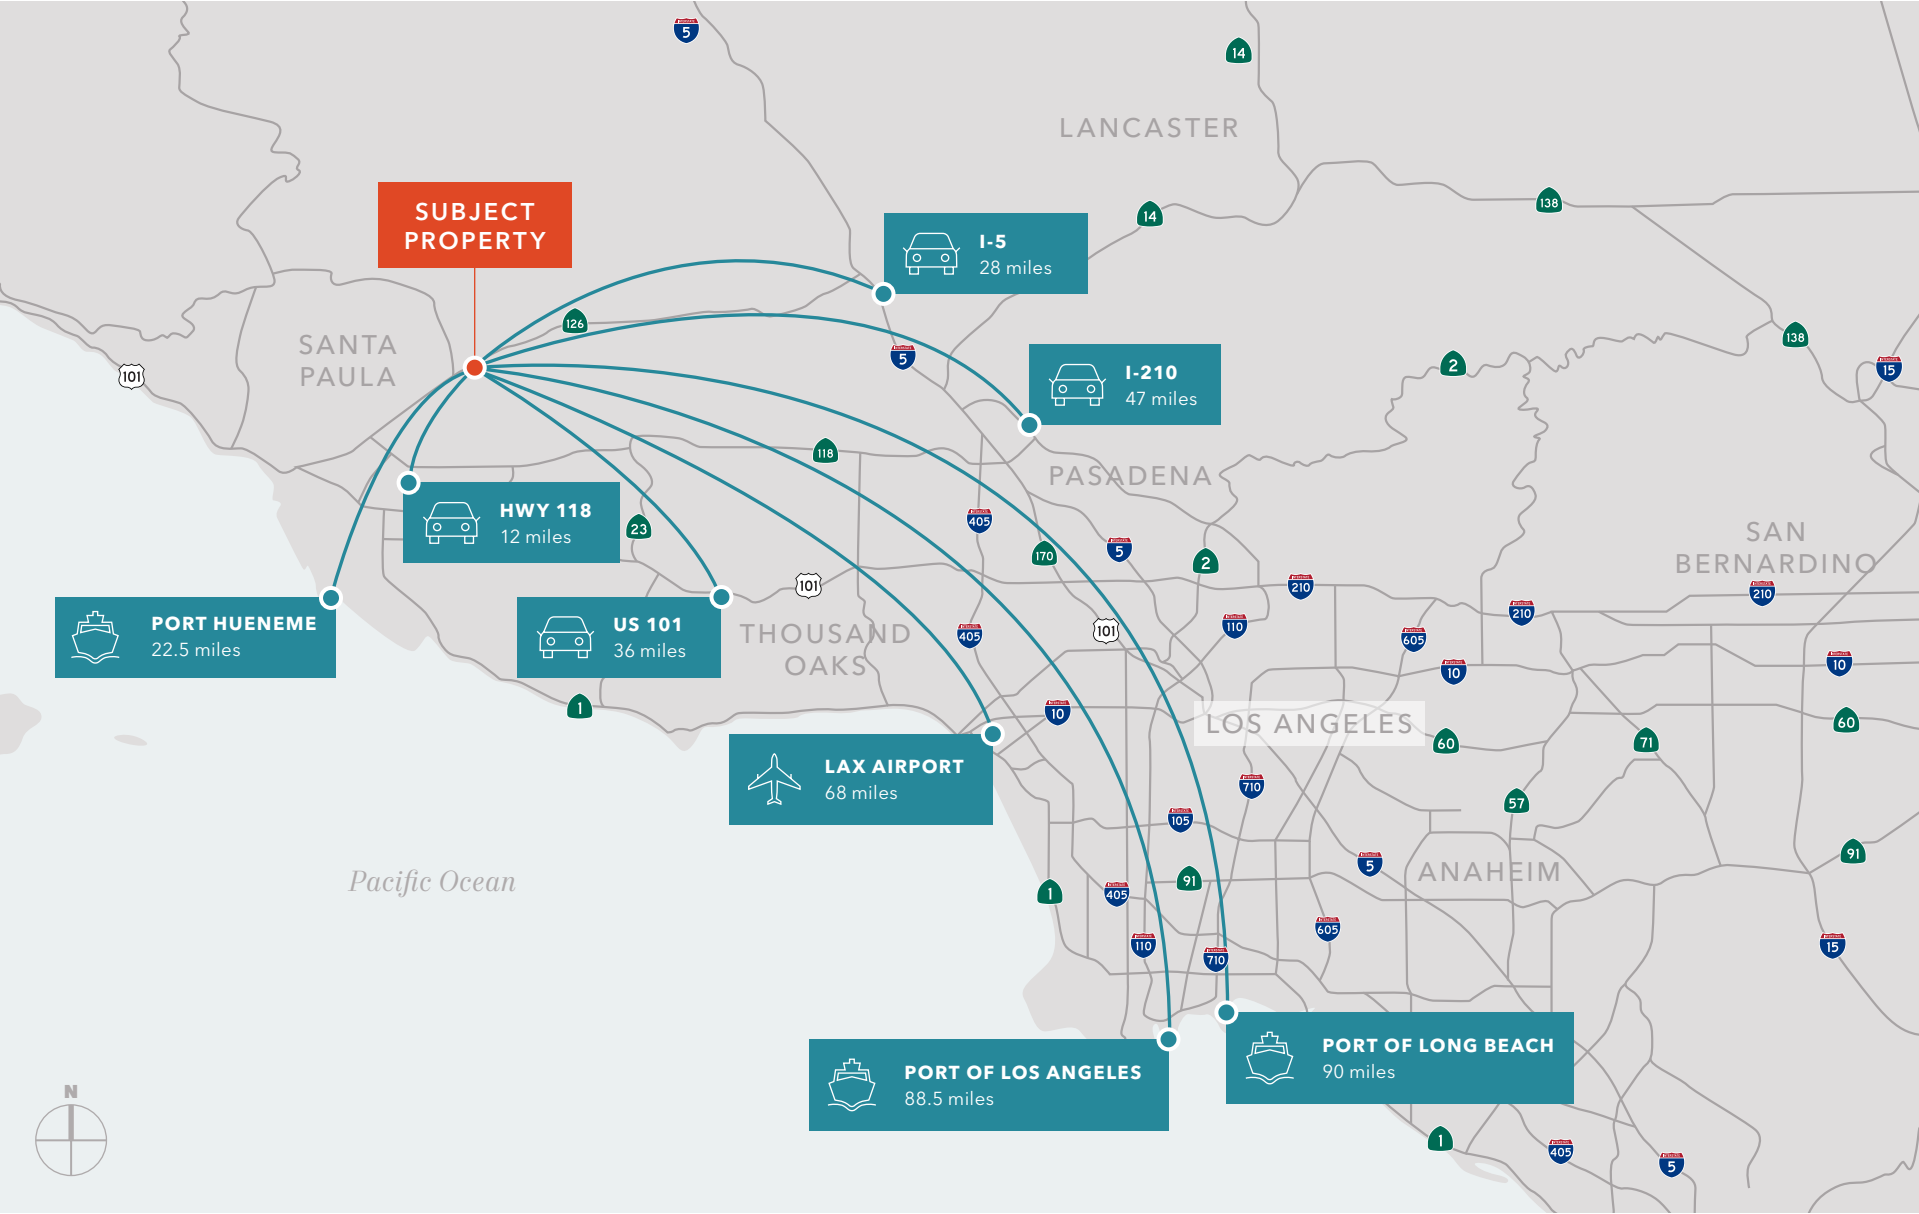 5
14
LANCASTER
138
14
SUBJECT
PROPERTY
I-5
28 miles
126
SANTA
PAULA
101
5
I-210
47 miles
2
138
15
118
PASADENA
HWY 118
12 miles
23
405
170
5
2
SAN
BERNARDINO
210
210
210
101
PORT HUENEME
22.5 miles
US 101
36 miles
THOUSAND
OAKS
405
101
110
605
10
10
1
10
LOS ANGELES
60
71
60
LAX AIRPORT
68 miles
710
57
105
5
ANAHEIM
91
Pacific Ocean
1
405
91
605
110
710
15
PORT OF LOS ANGELES
88.5 miles
PORT OF LONG BEACH
90 miles
N
1
405
5